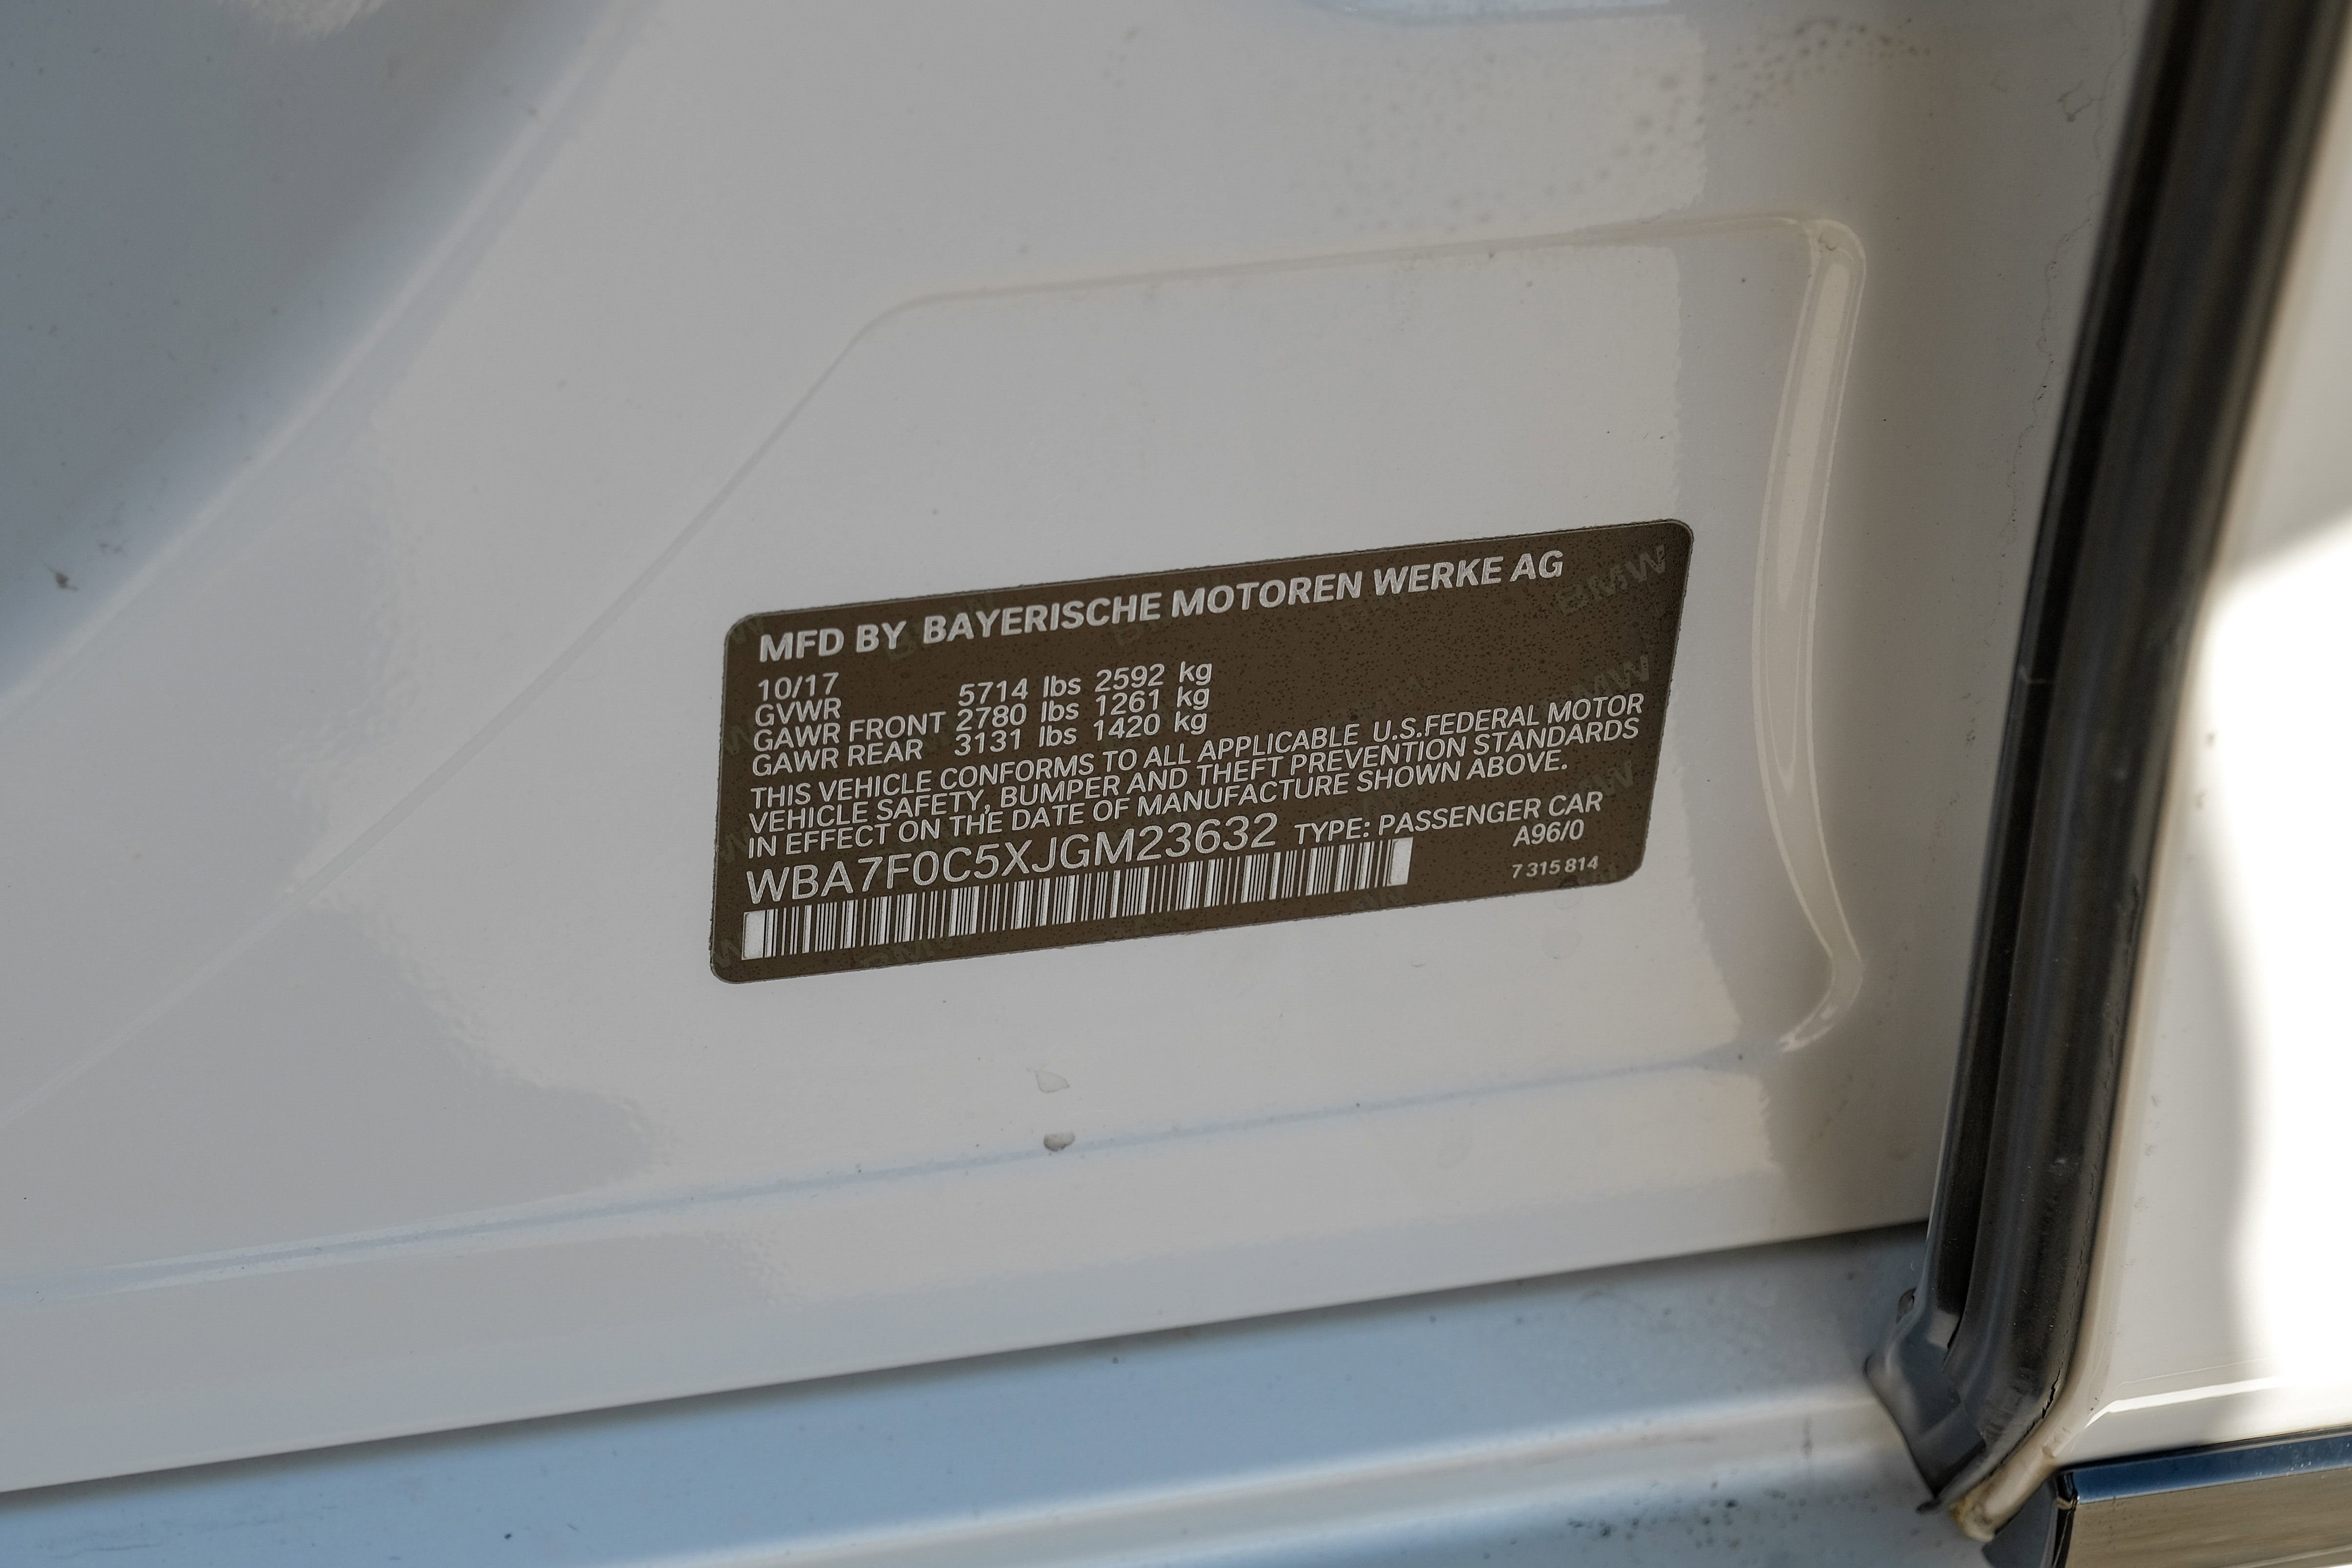 MFD BY BAYERISCHE MOTOREN WERKE AG
10/17
GVWR 5714 lbs 2592 kg
GAWR FRONT 2780 lbs 1261 kg
GAWR REAR 3131 lbs 1420 kg
THIS VEHICLE CONFORMS TO ALL APPLICABLE U.S.FEDERAL MOTOR
VEHICLE SAFETY, BUMPER AND THEFT PREVENTION STANDARDS
IN EFFECT ON THE DATE OF MANUFACTURE SHOWN ABOVE.
WBA7F0C5XJGM23632 TYPE: PASSENGER CAR
A96/0
7 315 814
BMW
BMW
BMW